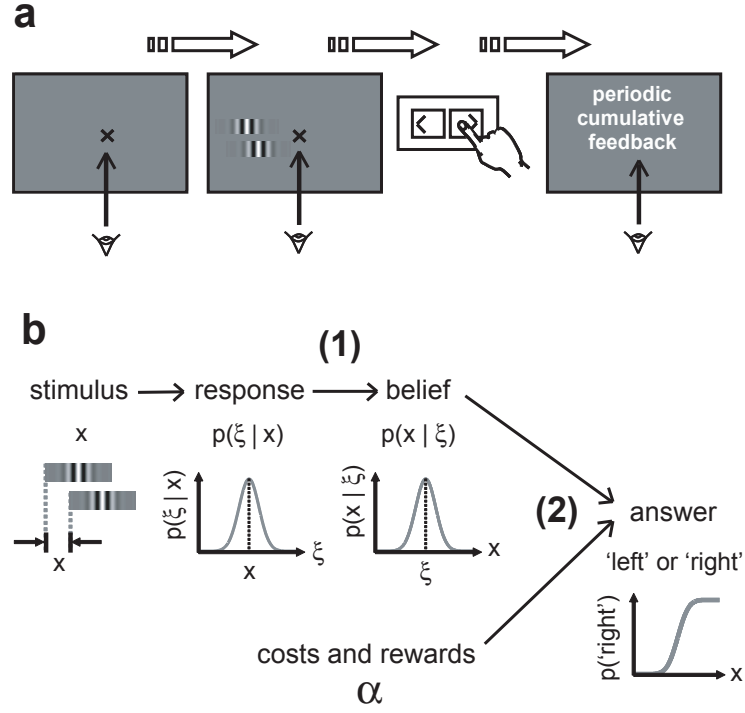 a
×
×
< >
periodic
cumulative
feedback
b
(1)
stimulus response belief
x p(ξ | x) p(x | ξ)
p(ξ | x)
x
ξ
p(x | ξ)
ξ
x
x
(2)
answer
'left' or 'right'
p('right')
x
costs and rewards
α